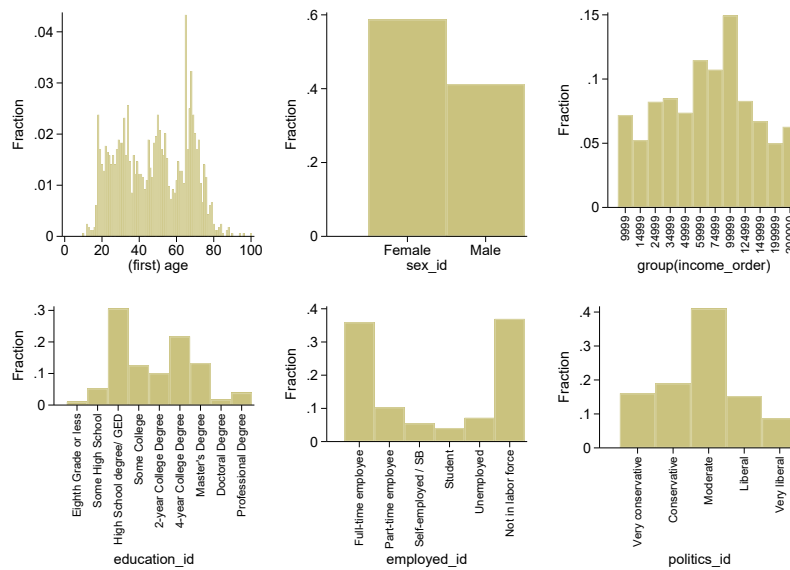 .04
.03
.02
.01
0
Fraction
0 20 40 60 80 100
(first) age
.6
.4
.2
0
Fraction
Female Male
sex_id
.15
.1
.05
0
Fraction
9999
14999
24999
34999
49999
59999
74999
99999
124999
149999
199999
group(income_order)
.3
.2
.1
0
Fraction
Eighth Grade or less
Some High School
High School degree/ GED
Some College
2-year College Degree
4-year College Degree
Master's Degree
Doctoral Degree
Professional Degree
education_id
.4
.3
.2
.1
0
Fraction
Full-time employee
Part-time employee
Self-employed / SB
Student
Unemployed
Not in labor force
employed_id
.4
.3
.2
.1
0
Fraction
Very conservative
Conservative
Moderate
Liberal
Very liberal
politics_id